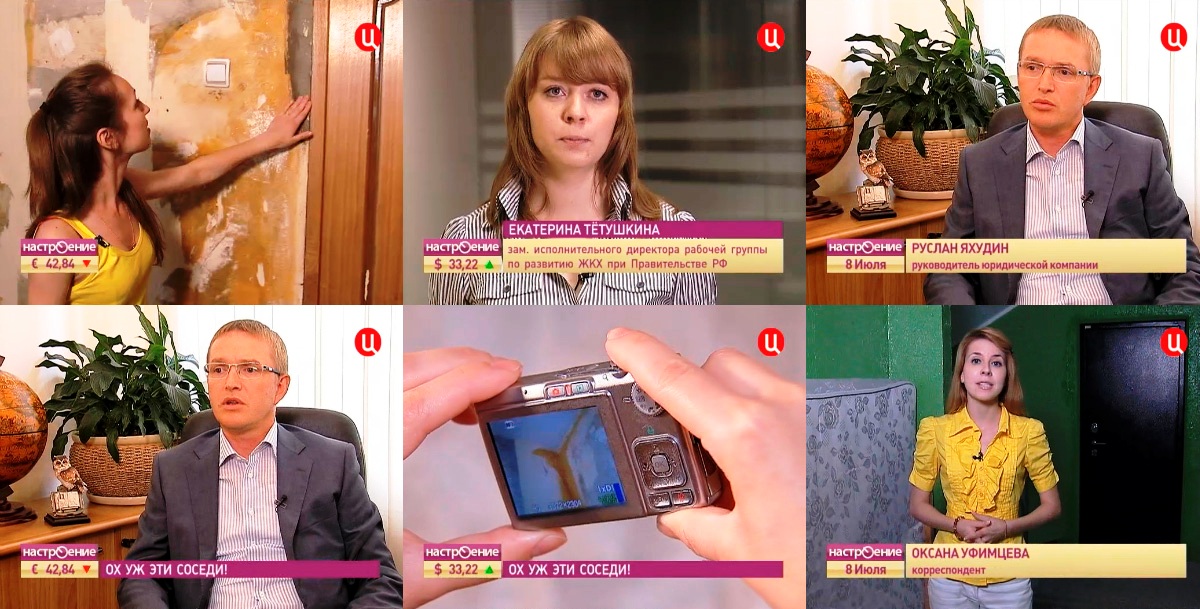 Ц
настроение
€ 42,84
Ц
ЕКАТЕРИНА ТЁТУШКИНА
настроение
зам. исполнительного директора рабочей группы
$ 33,22
по развитию ЖКХ при Правительстве РФ
Ц
настроение
РУСЛАН ЯХУДИН
8 Июля
руководитель юридической компании
Ц
настроение
€ 42,84
ОХ УЖ ЭТИ СОСЕДИ!
Ц
настроение
$ 33,22
ОХ УЖ ЭТИ СОСЕДИ!
Ц
настроение
ОКСАНА УФИМЦЕВА
8 Июля
корреспондент